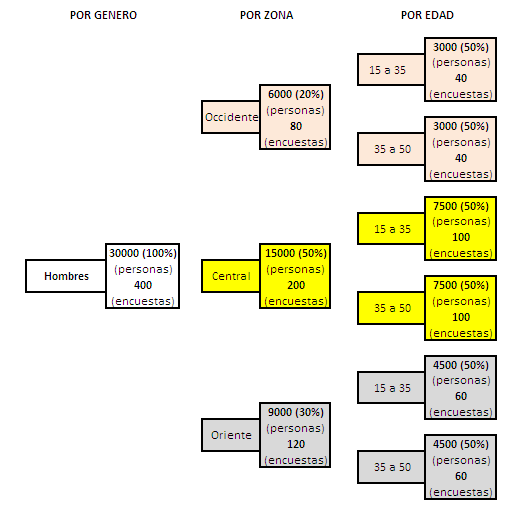 POR GENERO
POR ZONA
POR EDAD
Hombres
30000 (100%)
(personas)
400
(encuestas)
Occidente
6000 (20%)
(personas)
80
(encuestas)
15 a 35
3000 (50%)
(personas)
40
(encuestas)
35 a 50
3000 (50%)
(personas)
40
(encuestas)
Central
15000 (50%)
(personas)
200
(encuestas)
15 a 35
7500 (50%)
(personas)
100
(encuestas)
35 a 50
7500 (50%)
(personas)
100
(encuestas)
Oriente
9000 (30%)
(personas)
120
(encuestas)
15 a 35
4500 (50%)
(personas)
60
(encuestas)
35 a 50
4500 (50%)
(personas)
60
(encuestas)